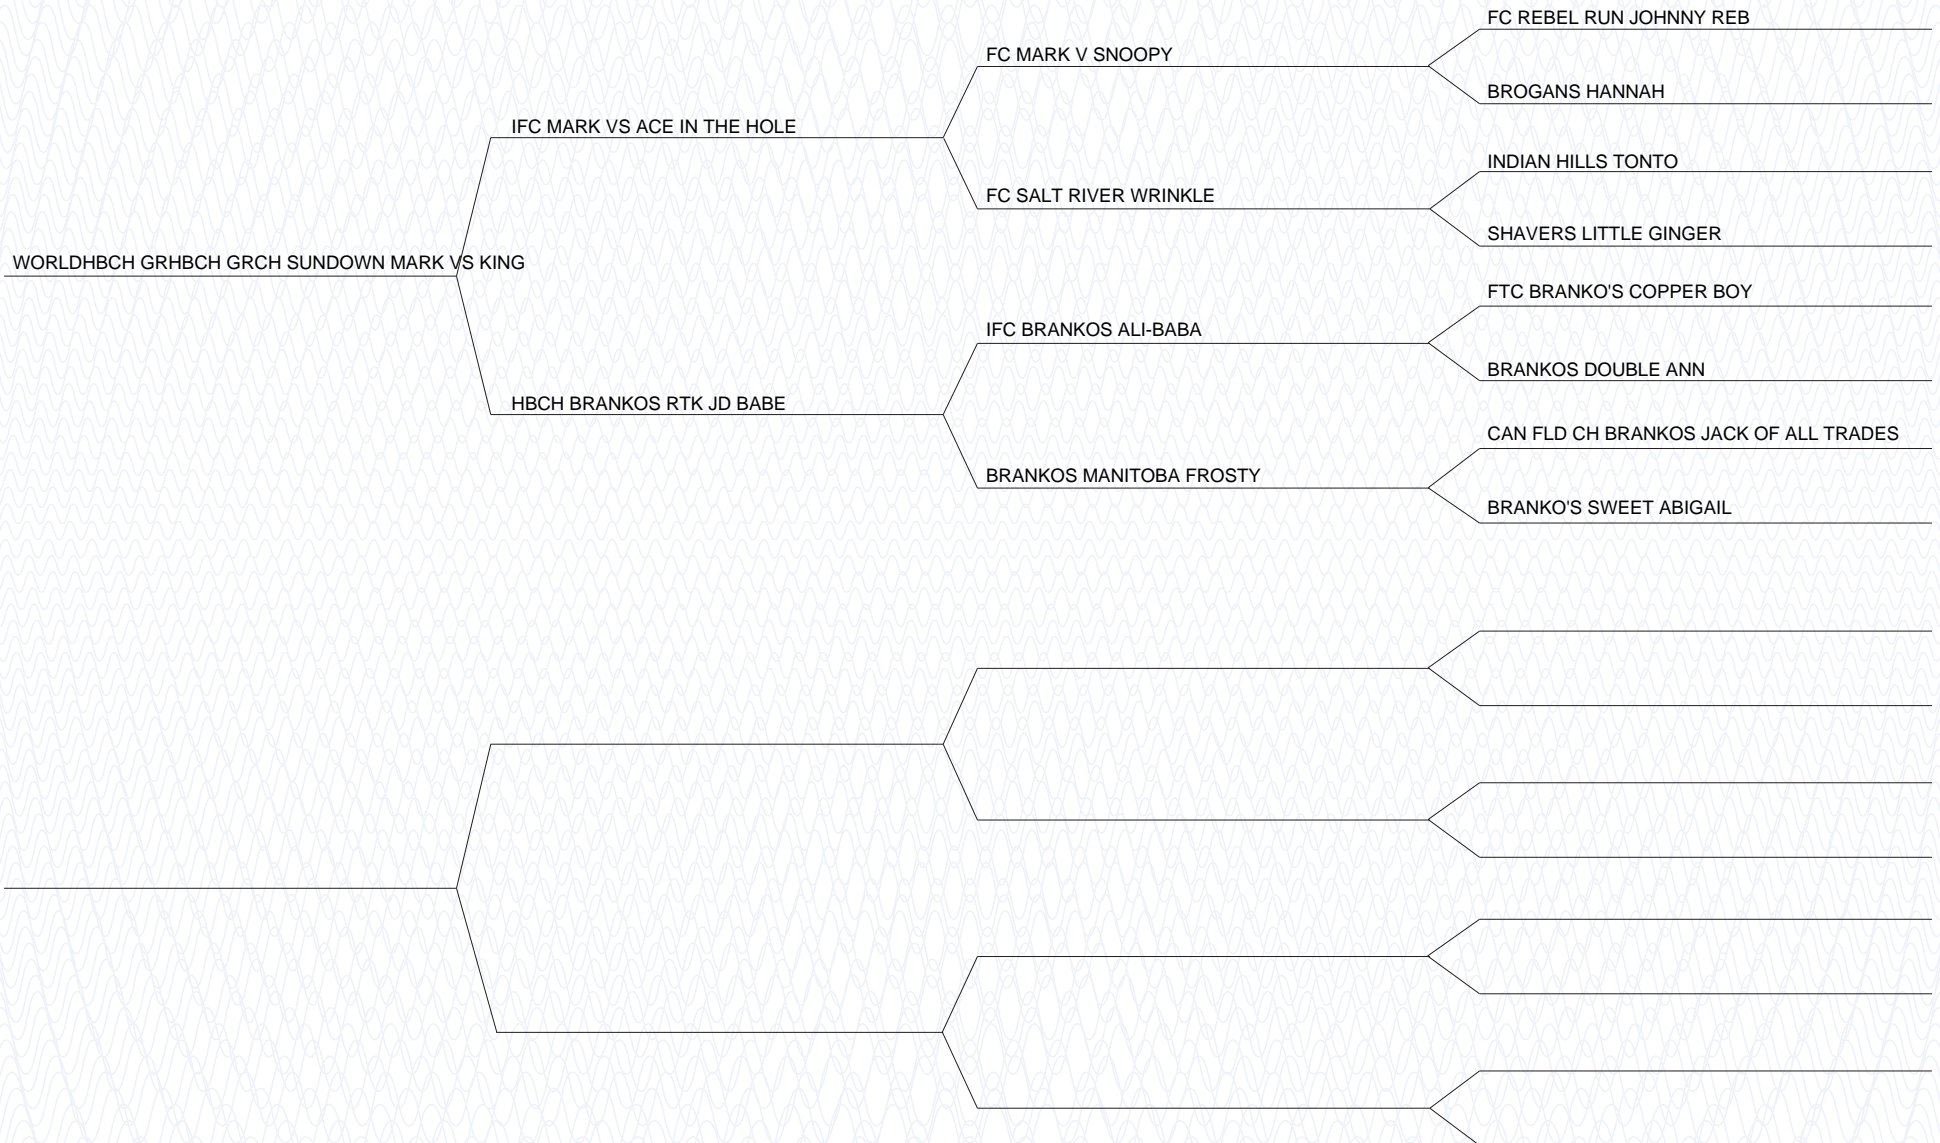 FC REBEL RUN JOHNNY REB
FC MARK V SNOOPY
BROGANS HANNAH
IFC MARK VS ACE IN THE HOLE
INDIAN HILLS TONTO
FC SALT RIVER WRINKLE
SHAVERS LITTLE GINGER
WORLDHBCH GRHBCH GRCH SUNDOWN MARK VS KING
FTC BRANKO'S COPPER BOY
IFC BRANKOS ALI-BABA
BRANKOS DOUBLE ANN
HBCH BRANKOS RTK JD BABE
CAN FLD CH BRANKOS JACK OF ALL TRADES
BRANKOS MANITOBA FROSTY
BRANKO'S SWEET ABIGAIL